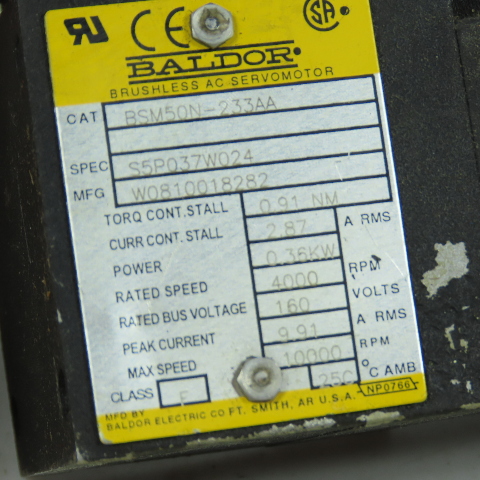 CE
BALDOR
BRUSHLESS AC SERVOMOTOR
CAT. BSM50N-233AA
SPEC S5P037W024
MFG W0810018282
TORQ CONT.STALL 0.91 NM
CURR CONT. STALL 2.87 A RMS
POWER 0.36KW
RATED SPEED 4000 RPM
RATED BUS VOLTAGE 160 VOLTS
PEAK CURRENT 9.91 A RMS
MAX SPEED 10000 RPM
CLASS F 25C °C AMB
MFD BY NP0766
BALDOR ELECTRIC CO FT. SMITH, AR U.S.A.